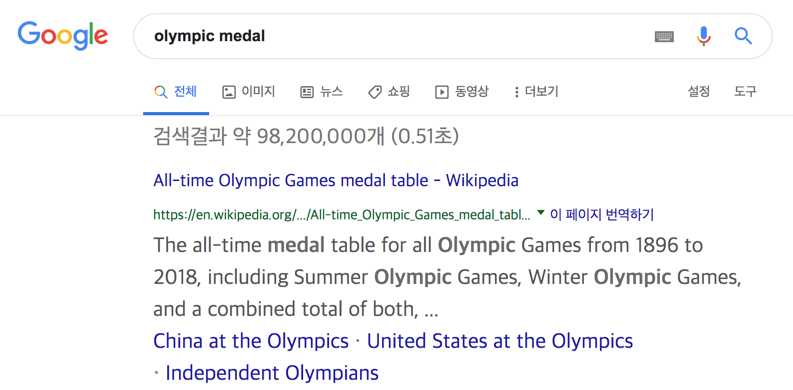 Google
olympic medal
전체 이미지 뉴스 쇼핑 동영상 더보기 설정 도구
검색결과 약 98,200,000개 (0.51초)
All-time Olympic Games medal table - Wikipedia
https://en.wikipedia.org/.../All-time_Olympic_Games_medal_tabl... 이 페이지 번역하기
The all-time medal table for all Olympic Games from 1896 to
2018, including Summer Olympic Games, Winter Olympic Games,
and a combined total of both, ...
China at the Olympics · United States at the Olympics
· Independent Olympians